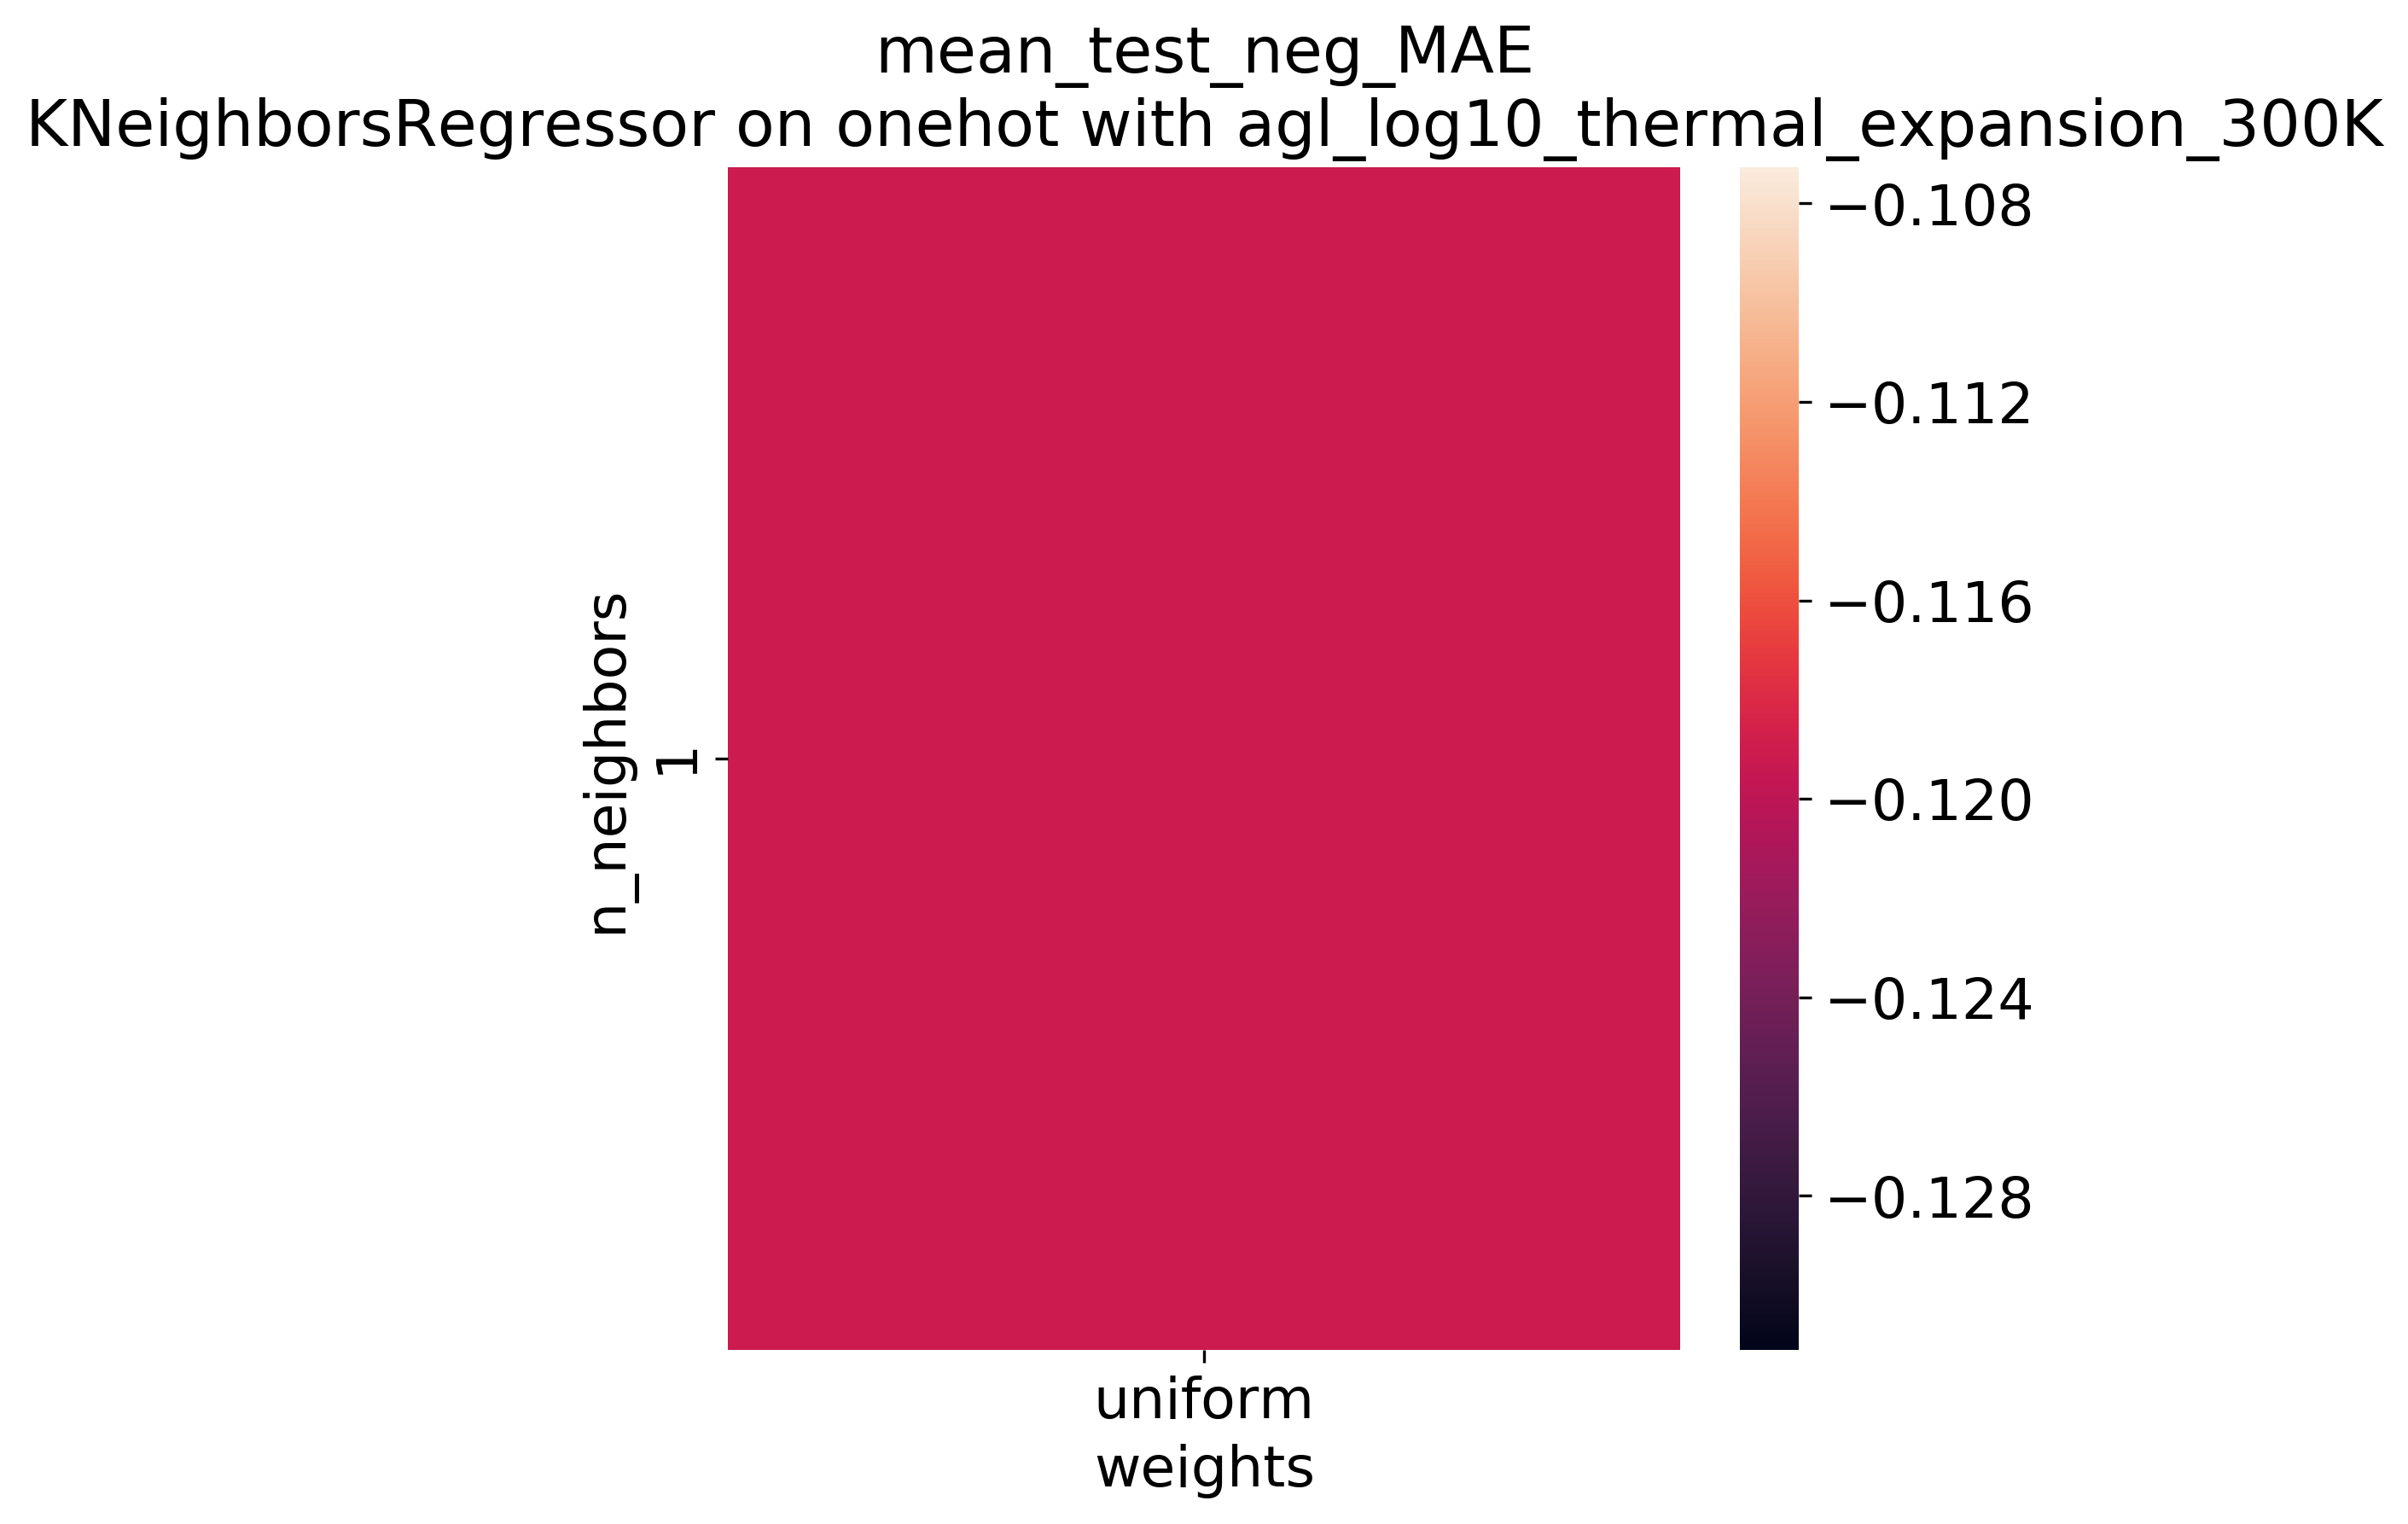 mean_test_neg_MAE
KNeighborsRegressor on onehot with agl_log10_thermal_expansion_300K
n_neighbors
1
uniform
weights
−0.108
−0.112
−0.116
−0.120
−0.124
−0.128